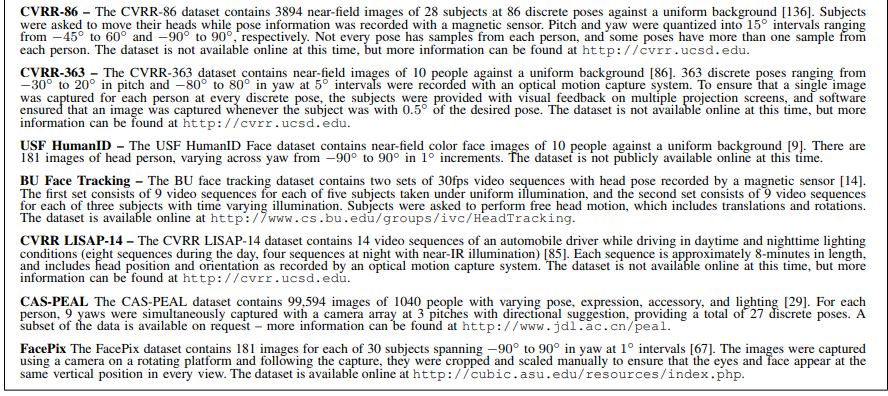 CVRR-86 – The CVRR-86 dataset contains 3894 near-field images of 28 subjects at 86 discrete poses against a uniform background [136]. Subjects
were asked to move their heads while pose information was recorded with a magnetic sensor. Pitch and yaw were quantized into 15° intervals ranging
from −45° to 60° and −90° to 90°, respectively. Not every pose has samples from each person, and some poses have more than one sample from
each person. The dataset is not available online at this time, but more information can be found at http://cvrr.ucsd.edu.
CVRR-363 – The CVRR-363 dataset contains near-field images of 10 people against a uniform background [86]. 363 discrete poses ranging from
−30° to 20° in pitch and −80° to 80° in yaw at 5° intervals were recorded with an optical motion capture system. To ensure that a single image
was captured for each person at every discrete pose, the subjects were provided with visual feedback on multiple projection screens, and software
ensured that an image was captured whenever the subject was with 0.5° of the desired pose. The dataset is not available online at this time, but more
information can be found at http://cvrr.ucsd.edu.
USF HumanID – The USF HumanID Face dataset contains near-field color face images of 10 people against a uniform background [9]. There are
181 images of head person, varying across yaw from −90° to 90° in 1° increments. The dataset is not publicly available online at this time.
BU Face Tracking – The BU face tracking dataset contains two sets of 30fps video sequences with head pose recorded by a magnetic sensor [14].
The first set consists of 9 video sequences for each of five subjects taken under uniform illumination, and the second set consists of 9 video sequences
for each of three subjects with time varying illumination. Subjects were asked to perform free head motion, which includes translations and rotations.
The dataset is available online at http://www.cs.bu.edu/groups/ivc/HeadTracking.
CVRR LISAP-14 – The CVRR LISAP-14 dataset contains 14 video sequences of an automobile driver while driving in daytime and nighttime lighting
conditions (eight sequences during the day, four sequences at night with near-IR illumination) [85]. Each sequence is approximately 8-minutes in length,
and includes head position and orientation as recorded by an optical motion capture system. The dataset is not available online at this time, but more
information can be found at http://cvrr.ucsd.edu.
CAS-PEAL The CAS-PEAL dataset contains 99,594 images of 1040 people with varying pose, expression, accessory, and lighting [29]. For each
person, 9 yaws were simultaneously captured with a camera array at 3 pitches with directional suggestion, providing a total of 27 discrete poses. A
subset of the data is available on request – more information can be found at http://www.jdl.ac.cn/peal.
FacePix The FacePix dataset contains 181 images for each of 30 subjects spanning −90° to 90° in yaw at 1° intervals [67]. The images were captured
using a camera on a rotating platform and following the capture, they were cropped and scaled manually to ensure that the eyes and face appear at the
same vertical position in every view. The dataset is available online at http://cubic.asu.edu/resources/index.php.